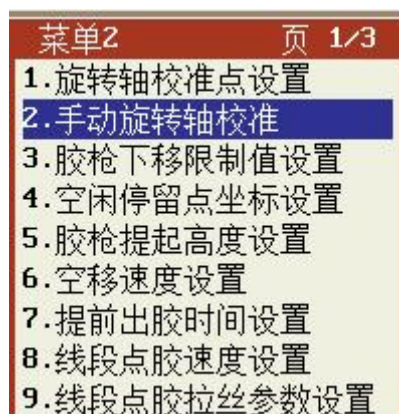 菜单2 页 1/3
1.旋转轴校准点设置
2.手动旋转轴校准
3.胶枪下移限制值设置
4.空闲停留点坐标设置
5.胶枪提起高度设置
6.空移速度设置
7.提前出胶时间设置
8.线段点胶速度设置
9.线段点胶拉丝参数设置